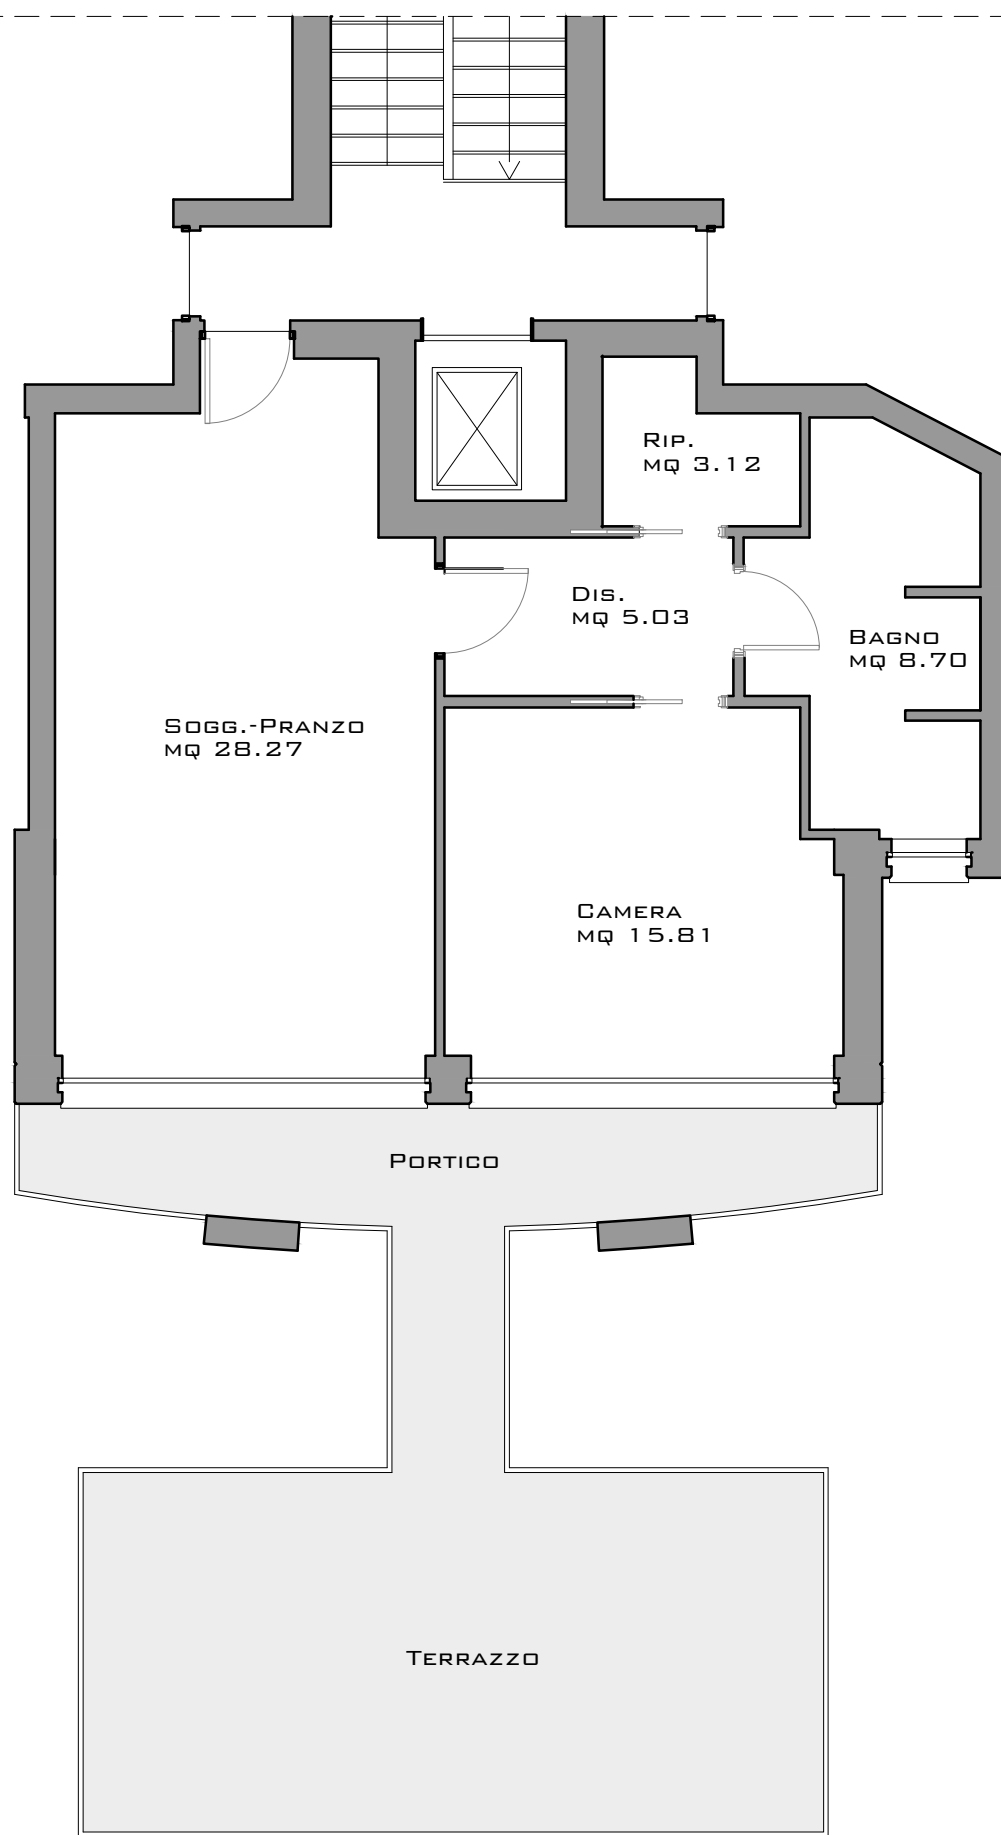 Rip.
MQ 3.12
Dis.
MQ 5.03
Bagno
MQ 8.70
Sogg.-Pranzo
MQ 28.27
Camera
MQ 15.81
Portico
Terrazzo